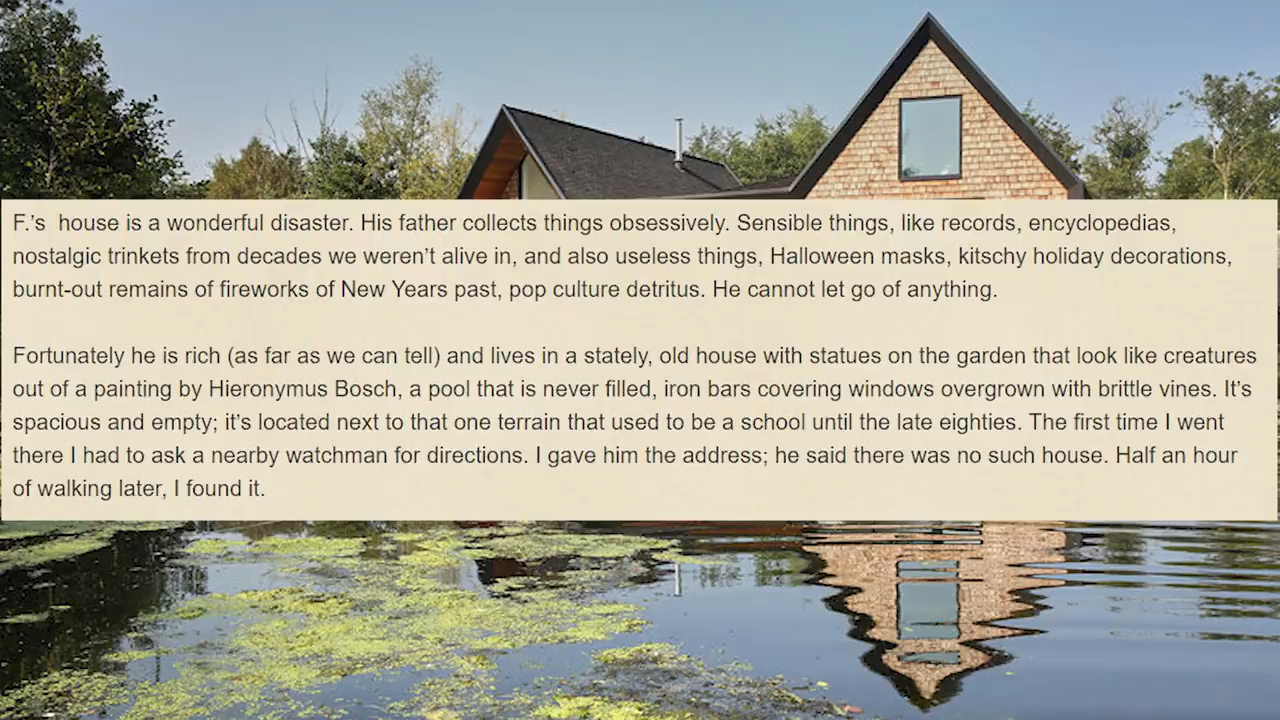 F.’s  house is a wonderful disaster. His father collects things obsessively. Sensible things, like records, encyclopedias,
nostalgic trinkets from decades we weren’t alive in, and also useless things, Halloween masks, kitschy holiday decorations,
burnt-out remains of fireworks of New Years past, pop culture detritus. He cannot let go of anything.
Fortunately he is rich (as far as we can tell) and lives in a stately, old house with statues on the garden that look like creatures
out of a painting by Hieronymus Bosch, a pool that is never filled, iron bars covering windows overgrown with brittle vines. It’s
spacious and empty; it’s located next to that one terrain that used to be a school until the late eighties. The first time I went
there I had to ask a nearby watchman for directions. I gave him the address; he said there was no such house. Half an hour
of walking later, I found it.